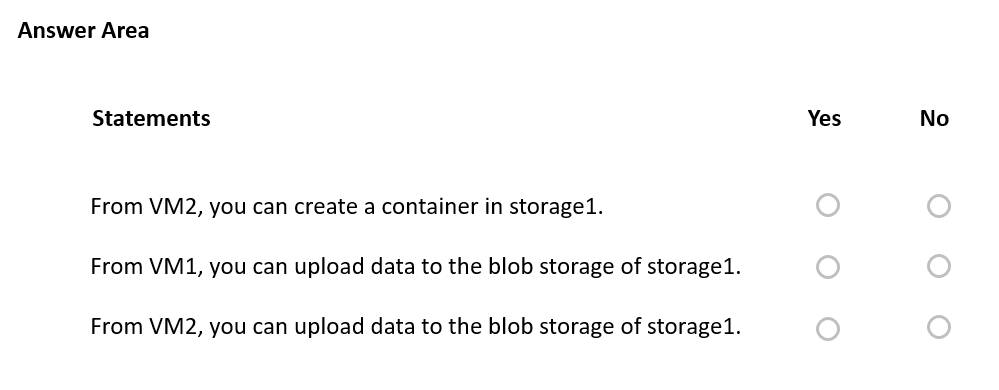 Answer Area
Statements Yes No
From VM2, you can create a container in storage1.
From VM1, you can upload data to the blob storage of storage1.
From VM2, you can upload data to the blob storage of storage1.